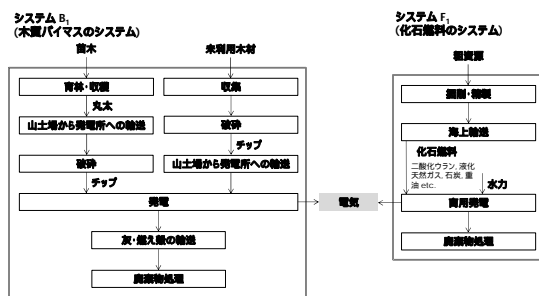 システム B₁
(木質バイマスのシステム)
苗木
未利用木材
育林・収穫
丸太
山土場から発電所への輸送
破砕
チップ
収集
破砕
チップ
山土場から発電所への輸送
発電
灰・燃え殻の輸送
廃棄物処理
電気
システム F₁
(化石燃料のシステム)
粗資源
掘削・精製
海上輸送
化石燃料
二酸化ウラン, 液化
天然ガス, 石炭, 重
油 etc.
水力
商用発電
廃棄物処理